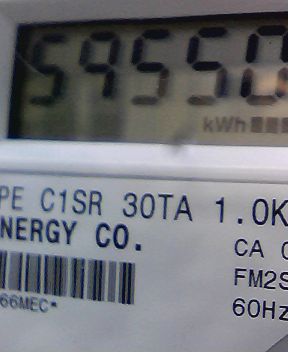 59550
kWh
PE C1SR 30TA 1.0K
NERGY CO.
CA
FM2S
66MEC*
60Hz